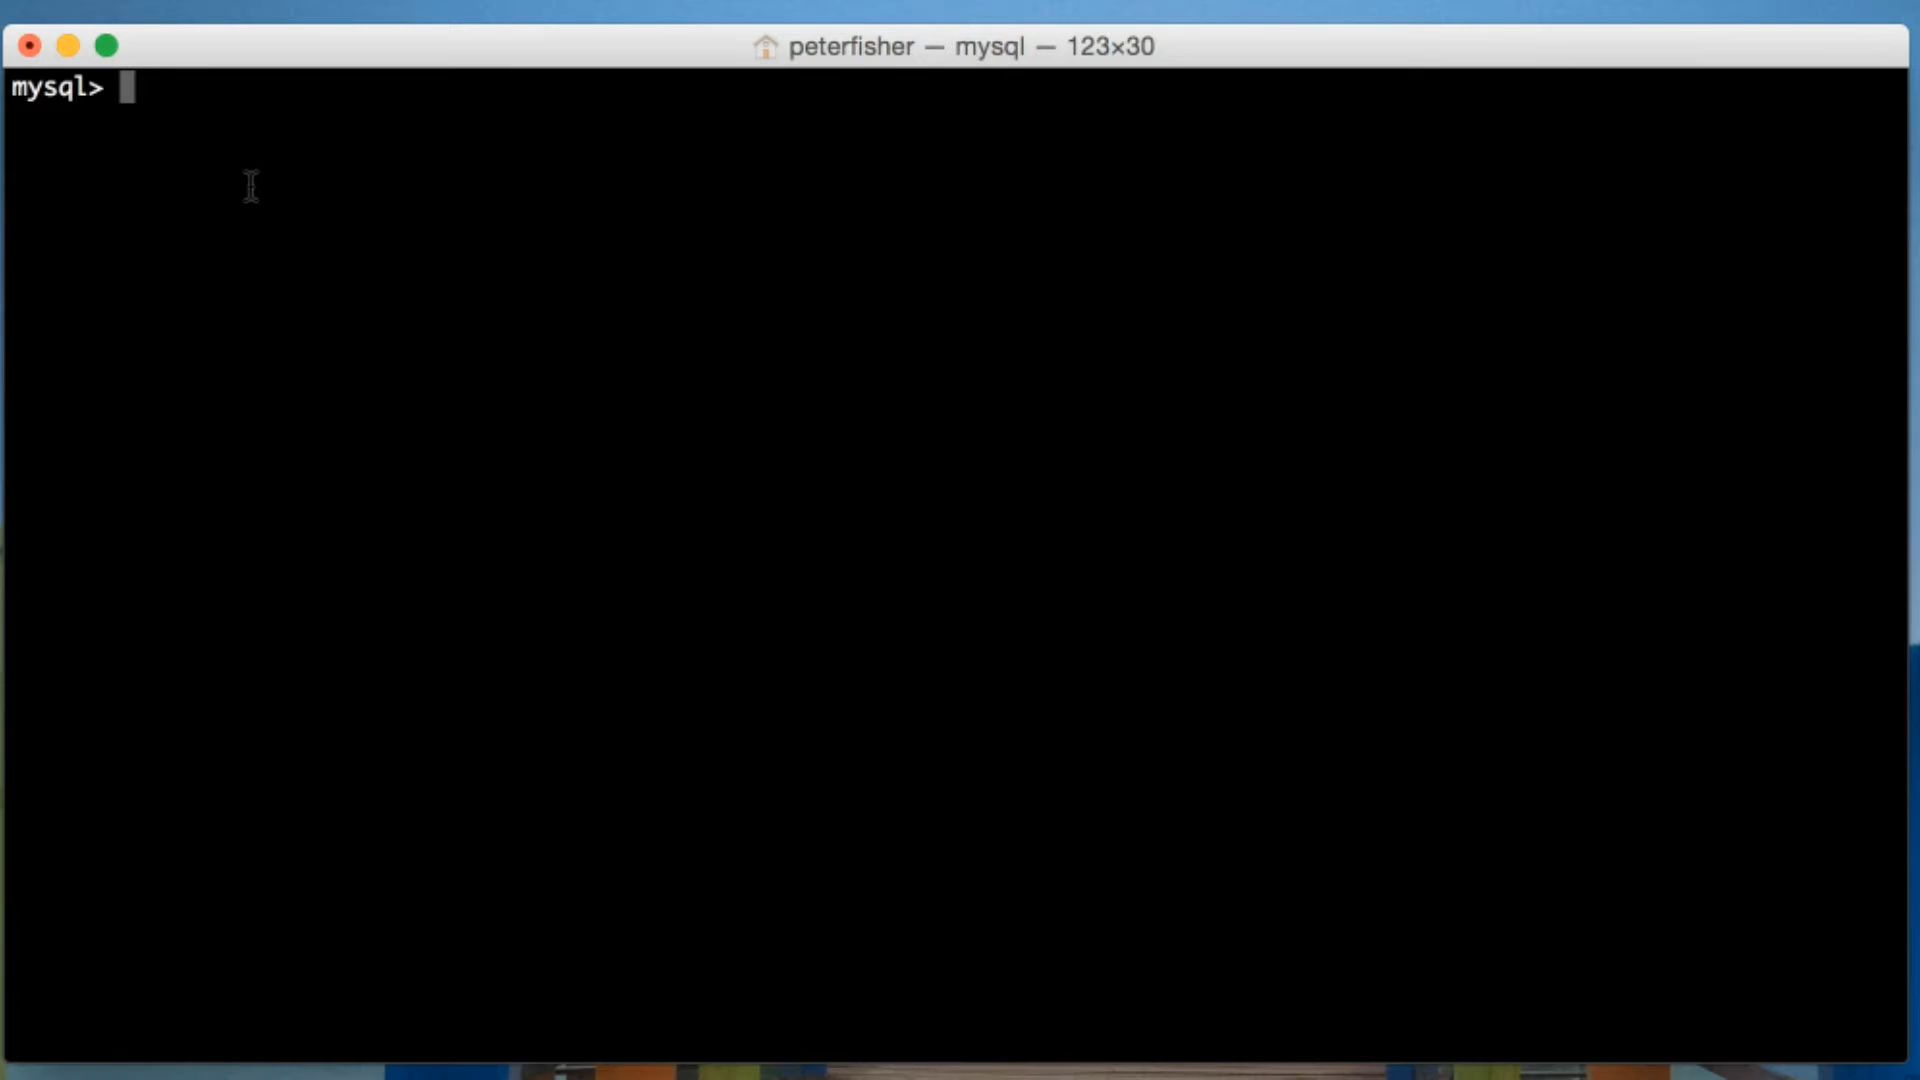 peterfisher — mysql — 123×30
mysql>